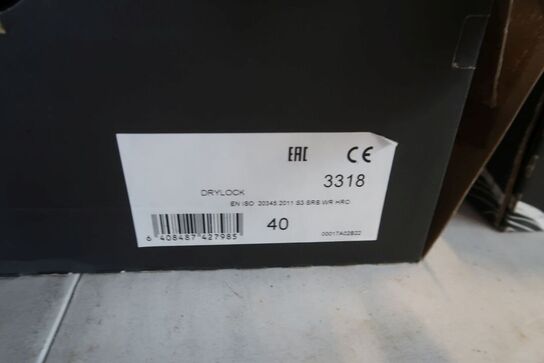 EAC CE
3318
DRYLOCK
EN ISO 20345:2011 S3 SRB WR HRO
40
6 408487 427985
00017A02B22